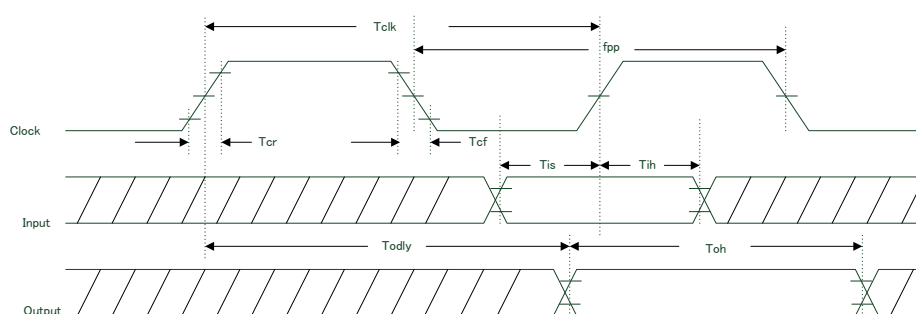 Tclk
fpp
Clock
Tcr
Tcf
Tis
Tih
Input
Todly
Toh
Output